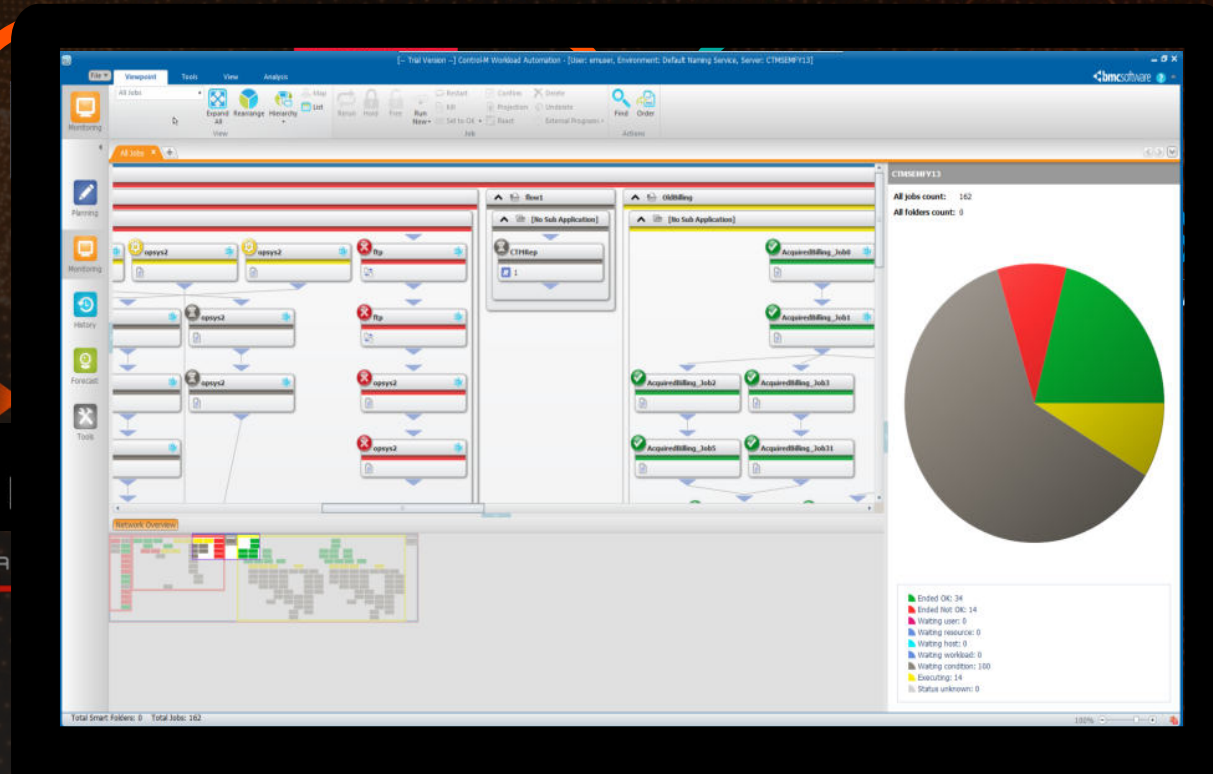 [-- Trial Version --] Control-M Workload Automation - [User: emuser, Environment: Default Naming Service, Server: CTMSEMFY13]
File Viewpoint Tools View Analysis
bmcsoftware
All Jobs
Expand All
Rearrange
Hierarchy
Map
List
View
Rerun
Hold
Free
Run Now
Restart
Kill
Set to OK
Confirm
Projection
React
Delete
Undelete
External Programs
Job
Find
Order
Actions
Monitoring
Planning
Monitoring
History
Forecast
Tools
All Jobs
opsys2
opsys2
ftp
opsys2
ftp
opsys2
opsys2
opsys2
flow1
[No Sub Application]
CTMRep
1
OldBilling
[No Sub Application]
AcquiredBilling_Job0
AcquiredBilling_Job1
AcquiredBilling_Job2
AcquiredBilling_Job3
AcquiredBilling_Job5
AcquiredBilling_Job31
Network Overview
CTMSEMFY13
All jobs count: 162
All folders count: 0
Ended OK: 34
Ended Not OK: 14
Waiting user: 0
Waiting resource: 0
Waiting host: 0
Waiting workload: 0
Waiting condition: 100
Executing: 14
Status unknown: 0
Total Smart Folders: 0 Total Jobs: 162
100%